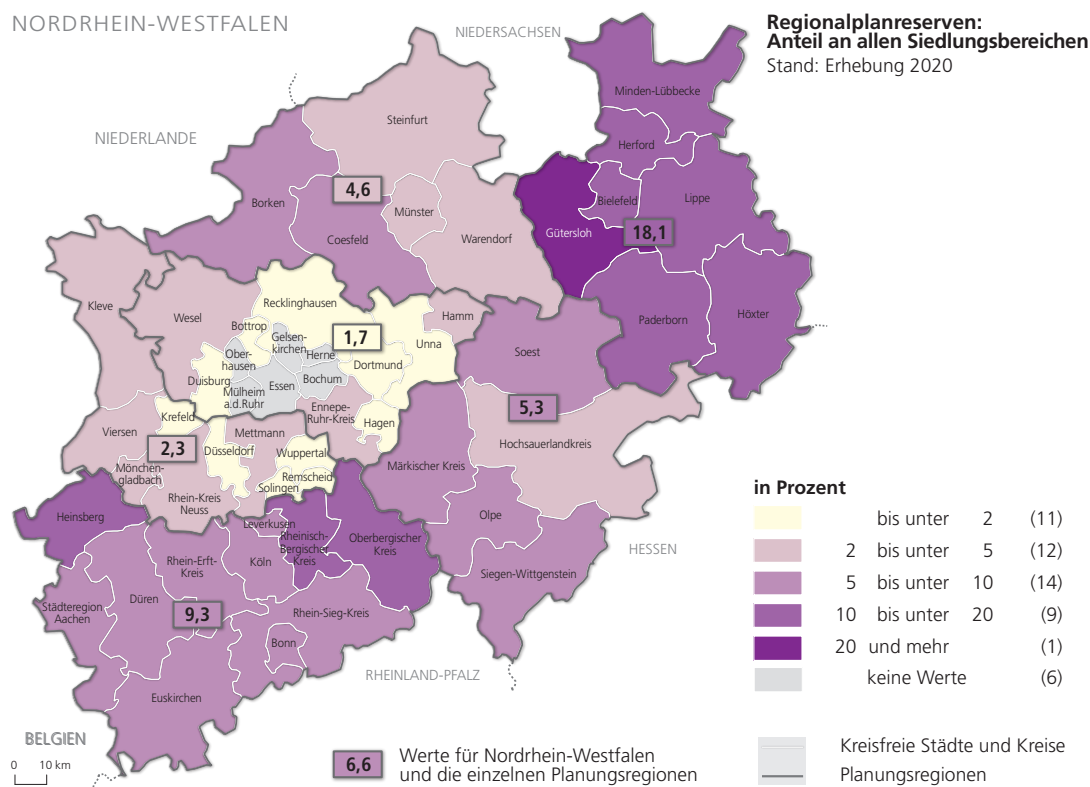 NORDRHEIN-WESTFALEN
Regionalplanreserven:
Anteil an allen Siedlungsbereichen
Stand: Erhebung 2020
NIEDERSACHSEN
NIEDERLANDE
Minden-Lübbecke
Steinfurt
Herford
Borken
4,6
Münster
Bielefeld
Lippe
Coesfeld
Warendorf
Gütersloh
18,1
Kleve
Recklinghausen
Wesel
Hamm
Paderborn
Höxter
Bottrop
Gelsen-
kirchen
1,7
Unna
Soest
Ober-
hausen
Herne
Dortmund
Duisburg
Essen
Bochum
Mülheim
a.d.Ruhr
Ennepe-
Ruhr-Kreis
5,3
Krefeld
Hagen
Viersen
Mettmann
Hochsauerlandkreis
2,3
Düsseldorf
Wuppertal
Mönchen-
gladbach
Märkischer Kreis
Remscheid
Solingen
Rhein-Kreis
Neuss
Heinsberg
Leverkusen
Olpe
Rheinisch-
Bergischer
Kreis
Oberbergischer
Kreis
HESSEN
Rhein-Erft-
Kreis
Köln
Siegen-Wittgenstein
Städteregion
Aachen
Düren
9,3
Rhein-Sieg-Kreis
Bonn
RHEINLAND-PFALZ
Euskirchen
BELGIEN
0 10 km
in Prozent
bis unter 2 (11)
2 bis unter 5 (12)
5 bis unter 10 (14)
10 bis unter 20 (9)
20 und mehr (1)
keine Werte (6)
6,6
Werte für Nordrhein-Westfalen
und die einzelnen Planungsregionen
Kreisfreie Städte und Kreise
Planungsregionen